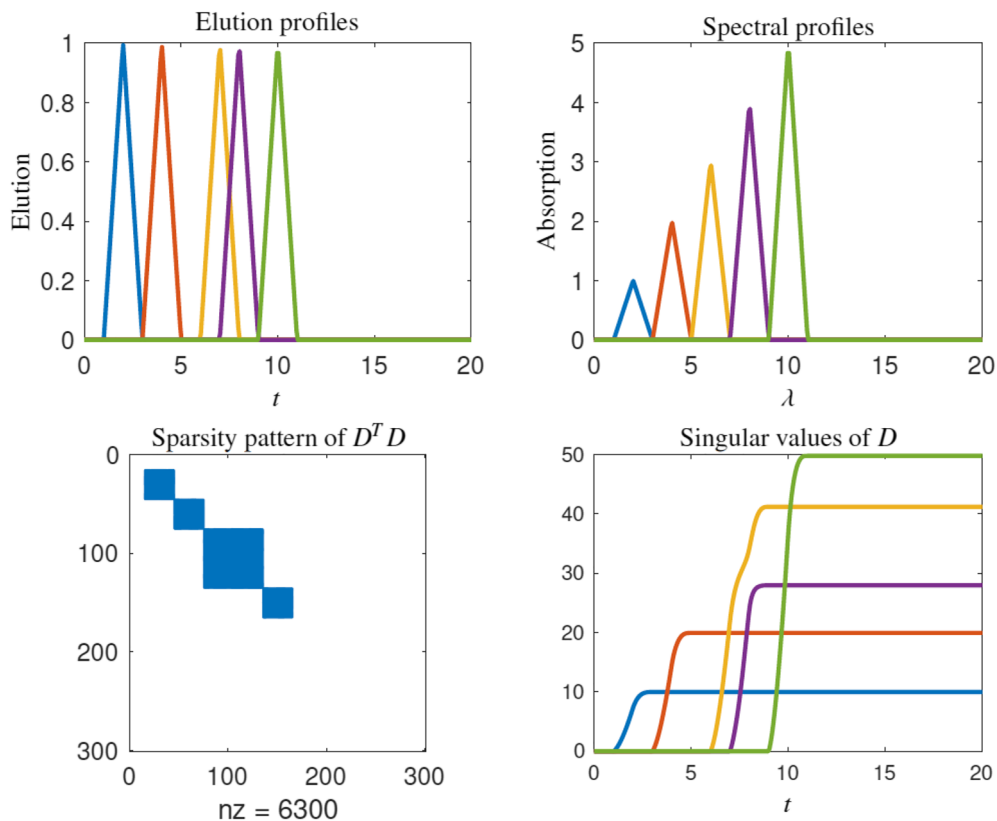 Elution profiles
1
0.8
0.6
0.4
0.2
0
Elution
0 5 10 15 20
t
Spectral profiles
5
4
3
2
1
0
Absorption
0 5 10 15 20
λ
Sparsity pattern of D^T D
0
100
200
300
0 100 200 300
nz = 6300
Singular values of D
50
40
30
20
10
0
0 5 10 15 20
t